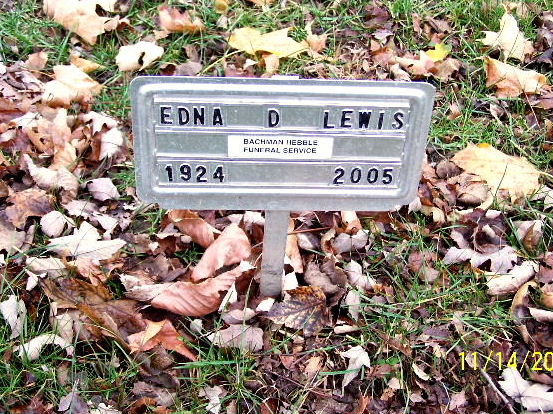 EDNA D LEWIS
BACHMAN HEBBLE
FUNERAL SERVICE
1924 2005
11/14/20